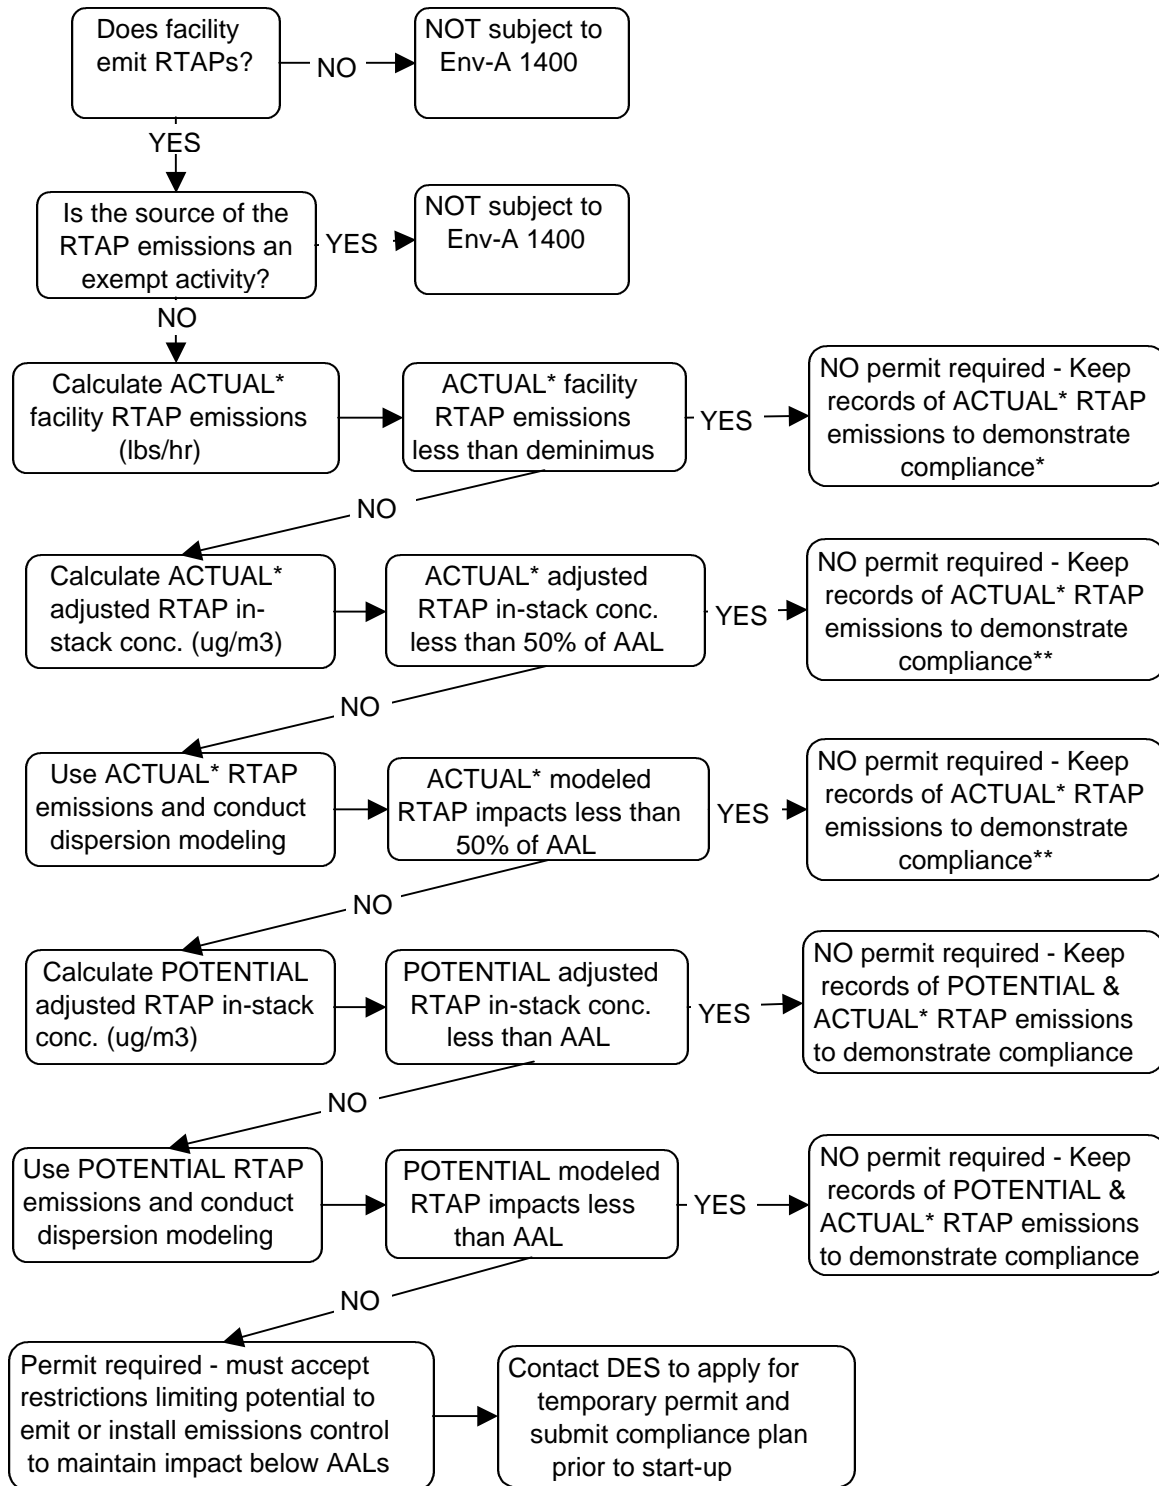 Does facility
emit RTAPs?
NO
NOT subject to
Env-A 1400
YES
Is the source of the
RTAP emissions an
exempt activity?
YES
NOT subject to
Env-A 1400
NO
Calculate ACTUAL*
facility RTAP emissions
(lbs/hr)
ACTUAL* facility
RTAP emissions
less than deminimus
YES
NO permit required - Keep
records of ACTUAL* RTAP
emissions to demonstrate
compliance*
NO
Calculate ACTUAL*
adjusted RTAP in-
stack conc. (ug/m3)
ACTUAL* adjusted
RTAP in-stack conc.
less than 50% of AAL
YES
NO permit required - Keep
records of ACTUAL* RTAP
emissions to demonstrate
compliance**
NO
Use ACTUAL* RTAP
emissions and conduct
dispersion modeling
ACTUAL* modeled
RTAP impacts less than
50% of AAL
YES
NO permit required - Keep
records of ACTUAL* RTAP
emissions to demonstrate
compliance**
NO
Calculate POTENTIAL
adjusted RTAP in-stack
conc. (ug/m3)
POTENTIAL adjusted
RTAP in-stack conc.
less than AAL
YES
NO permit required - Keep
records of POTENTIAL &
ACTUAL* RTAP emissions
to demonstrate compliance
NO
Use POTENTIAL RTAP
emissions and conduct
dispersion modeling
POTENTIAL modeled
RTAP impacts less
than AAL
YES
NO permit required - Keep
records of POTENTIAL &
ACTUAL* RTAP emissions
to demonstrate compliance
NO
Permit required - must accept
restrictions limiting potential to
emit or install emissions control
to maintain impact below AALs
Contact DES to apply for
temporary permit and
submit compliance plan
prior to start-up